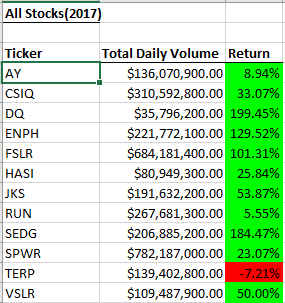 All Stocks(2017)
Ticker Total Daily Volume Return
AY $136,070,900.00 8.94%
CSIQ $310,592,800.00 33.07%
DQ $35,796,200.00 199.45%
ENPH $221,772,100.00 129.52%
FSLR $684,181,400.00 101.31%
HASI $80,949,300.00 25.84%
JKS $191,632,200.00 53.87%
RUN $267,681,300.00 5.55%
SEDG $206,885,200.00 184.47%
SPWR $782,187,000.00 23.07%
TERP $139,402,800.00 -7.21%
VSLR $109,487,900.00 50.00%